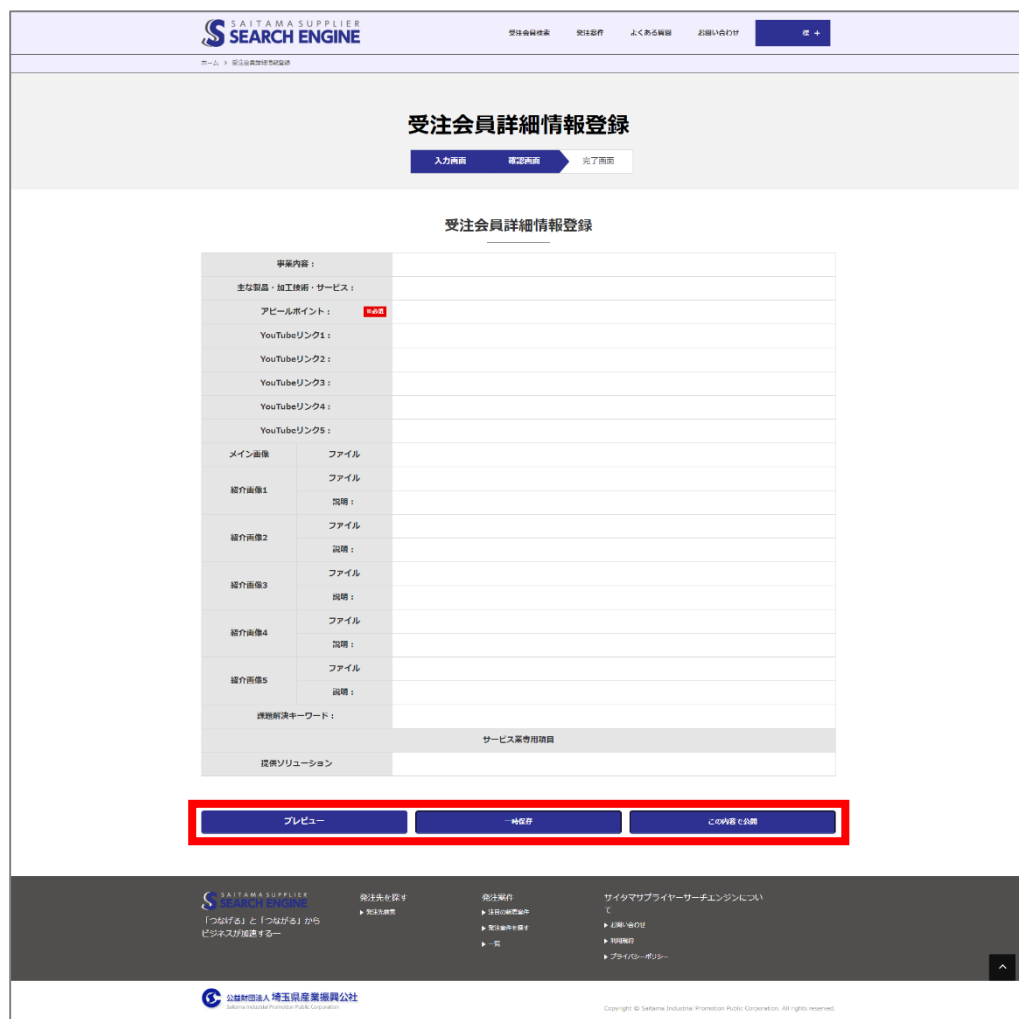 SAITAMA SUPPLIER
SEARCH ENGINE
受注会員検索 発注案件 よくある質問 お問い合わせ 様 +
ホーム > 受注会員詳細情報登録
受注会員詳細情報登録
入力画面 確認画面 完了画面
受注会員詳細情報登録
事業内容：
主な製品・加工技術・サービス：
アピールポイント： ※必須
YouTubeリンク1：
YouTubeリンク2：
YouTubeリンク3：
YouTubeリンク4：
YouTubeリンク5：
メイン画像 ファイル
紹介画像1 ファイル
説明：
紹介画像2 ファイル
説明：
紹介画像3 ファイル
説明：
紹介画像4 ファイル
説明：
紹介画像5 ファイル
説明：
課題解決キーワード：
サービス業専用項目
提供ソリューション
プレビュー 一時保存 この内容で公開
SAITAMA SUPPLIER
SEARCH ENGINE
「つなげる」と「つながる」から
ビジネスが加速するー
発注先を探す
▶ 発注先検索
発注案件
▶ 注目の新着案件
▶ 発注案件を探す
▶ 一覧
サイタマサプライヤーサーチエンジンについ
て
▶ お問い合わせ
▶ 利用規約
▶ プライバシーポリシー
公益財団法人 埼玉県産業振興公社
Saitama Industrial Promotion Public Corporation
Copyright © Saitama Industrial Promotion Public Corporation. All rights reserved.